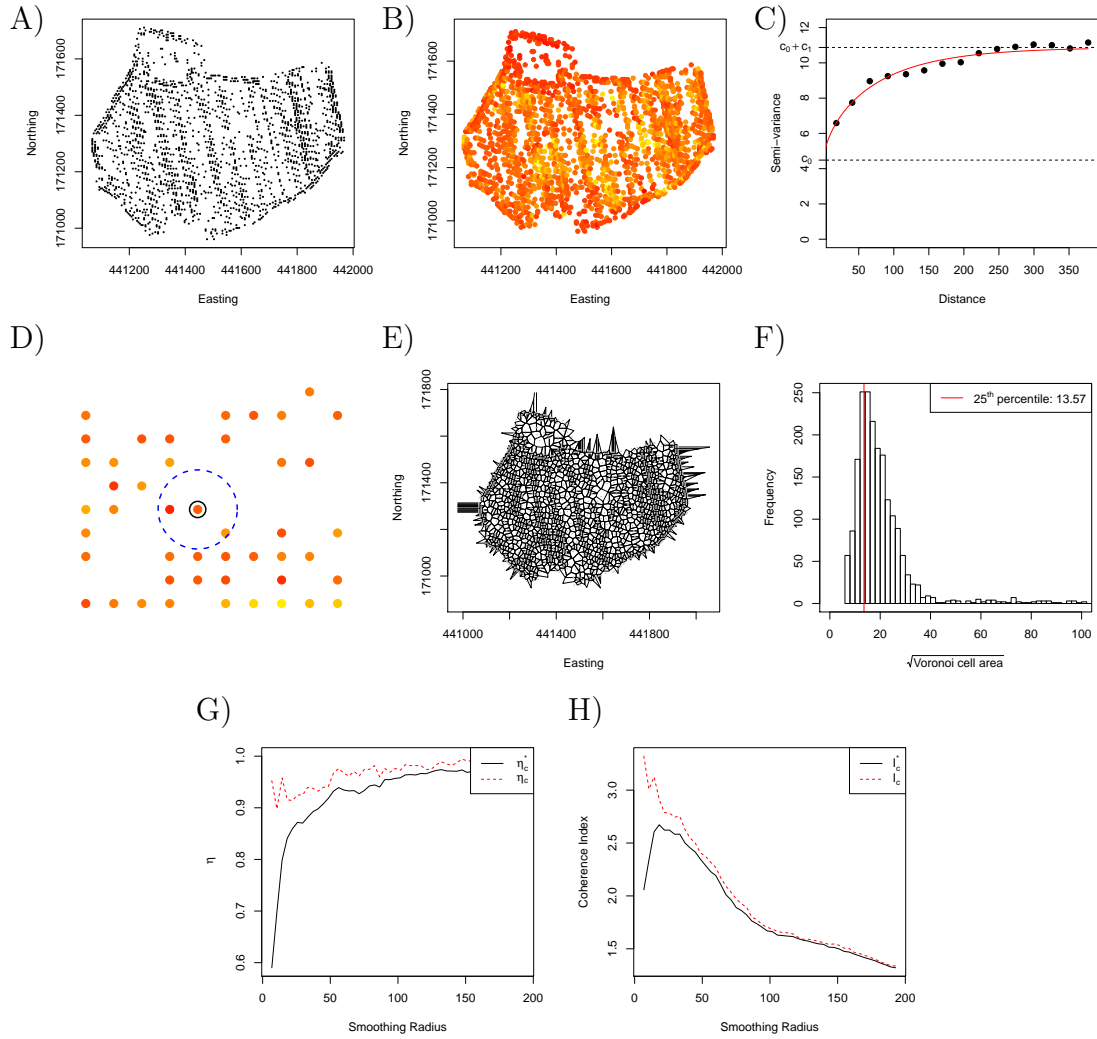 A)
171600
171400
171200
171000
Northing
441200 441400 441600 441800 442000
Easting
B)
171600
171400
171200
171000
Northing
441200 441400 441600 441800 442000
Easting
C)
12
c₀ + c₁
10
8
6
c₀
2
0
Semi-variance
50 100 150 200 250 300 350
Distance
D)
E)
171800
171400
171000
Northing
441000 441400 441800
Easting
F)
250
200
150
100
50
0
Frequency
25th percentile: 13.57
0 20 40 60 80 100
√Voronoi cell area
G)
1.0
0.9
0.8
0.7
0.6
η
η*c
ηc
0 50 100 150 200
Smoothing Radius
H)
3.0
2.5
2.0
1.5
Coherence Index
I*c
Ic
0 50 100 150 200
Smoothing Radius